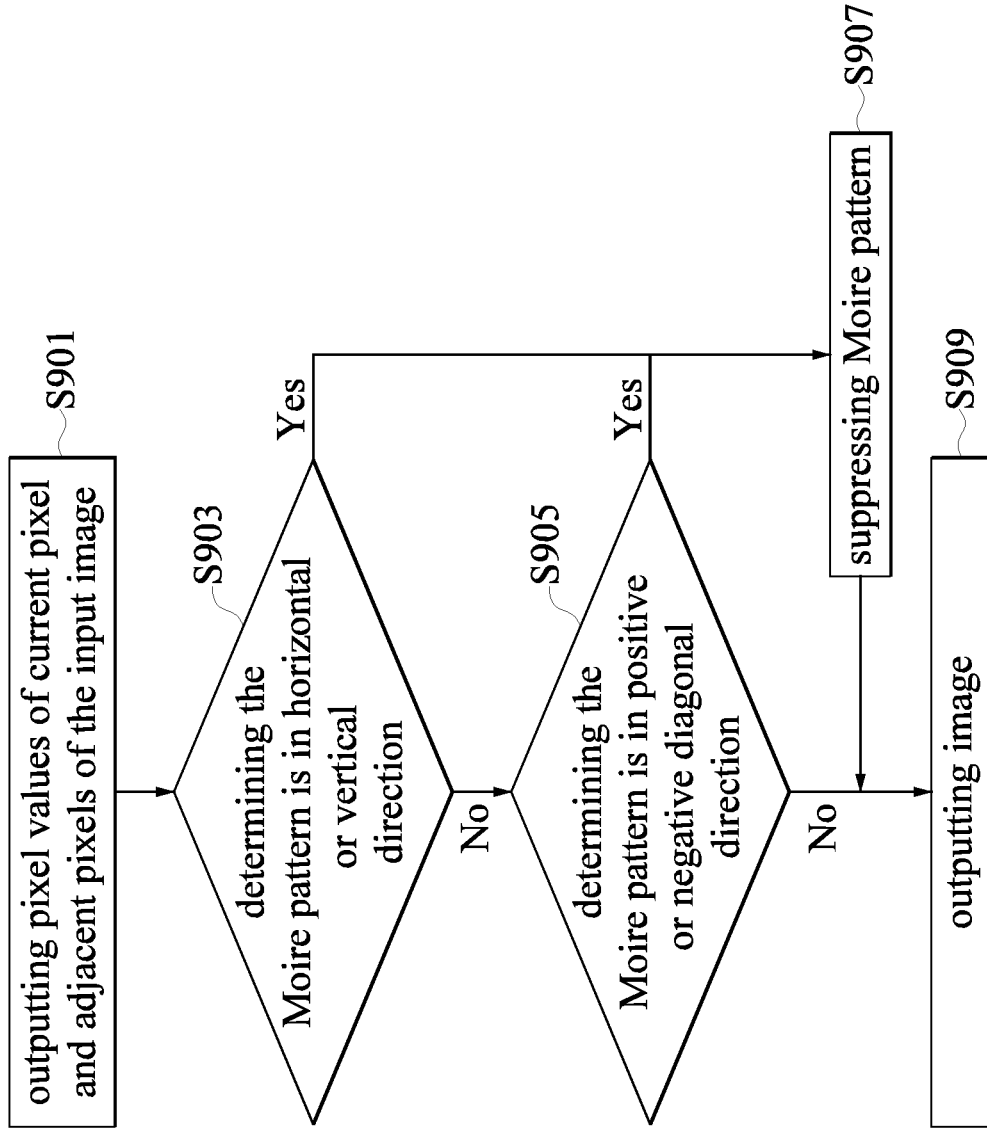 outputting pixel values of current pixel
and adjacent pixels of the input image
S901
determining the
Moire pattern is in horizontal
or vertical
direction
S903
Yes
No
determining the
Moire pattern is in positive
or negative diagonal
direction
S905
Yes
No
suppressing Moire pattern
S907
outputting image
S909